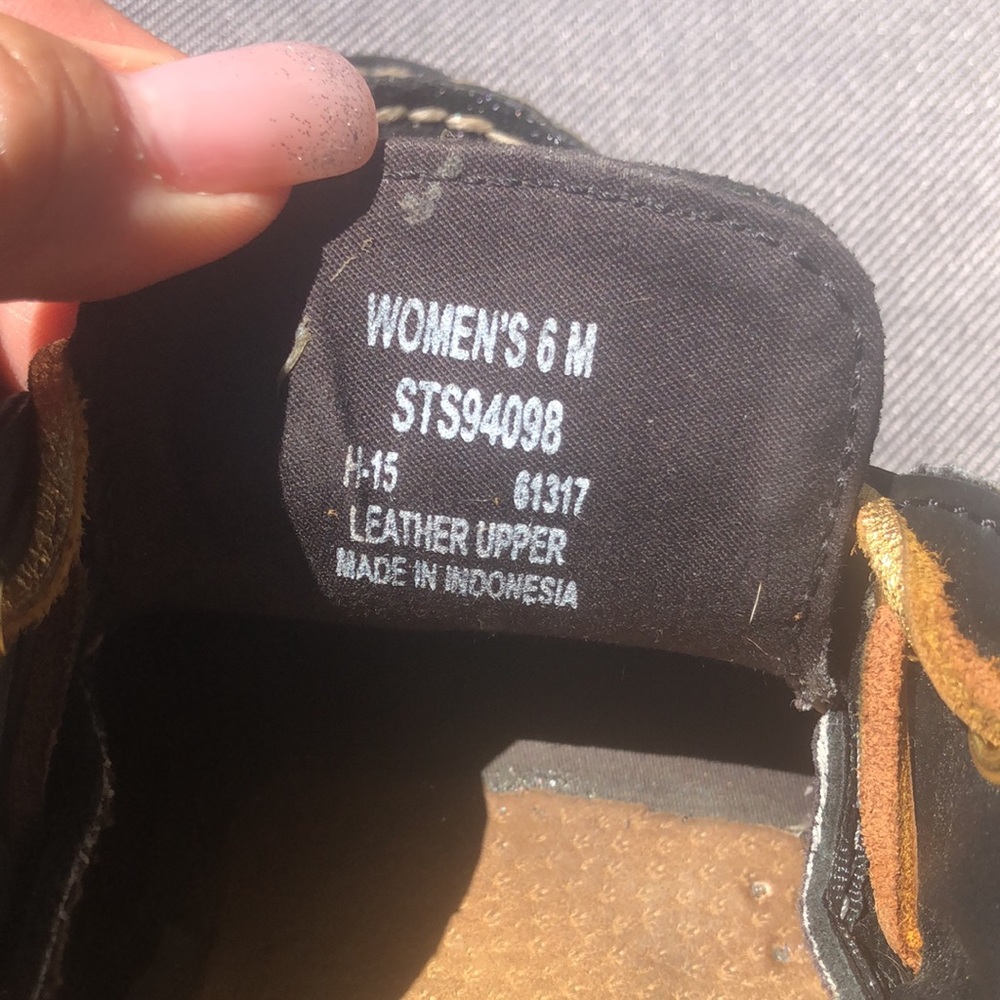 WOMEN'S 6 M
STS94098
H-15 61317
LEATHER UPPER
MADE IN INDONESIA